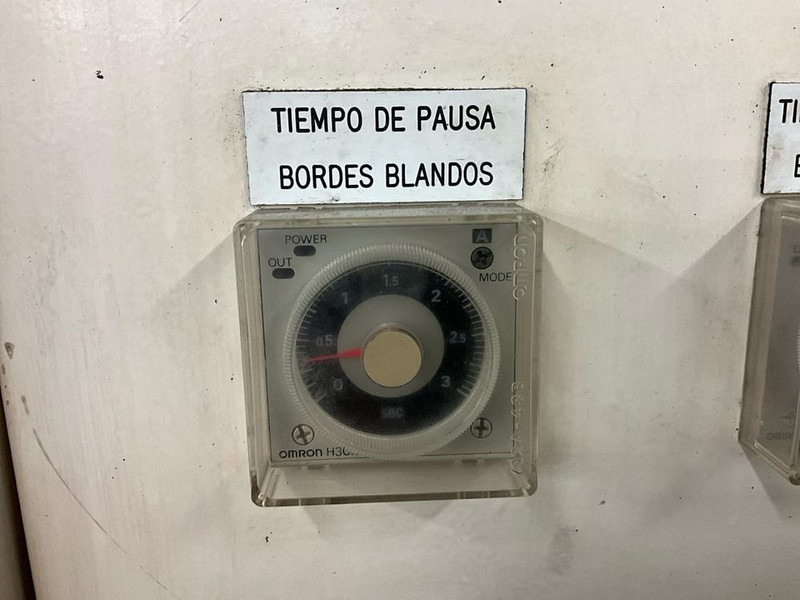 TIEMPO DE PAUSA
BORDES BLANDOS
POWER
OUT
A
MODE
OMRON
0
0.5
1
1.5
2
2.5
3
sec
OMRON